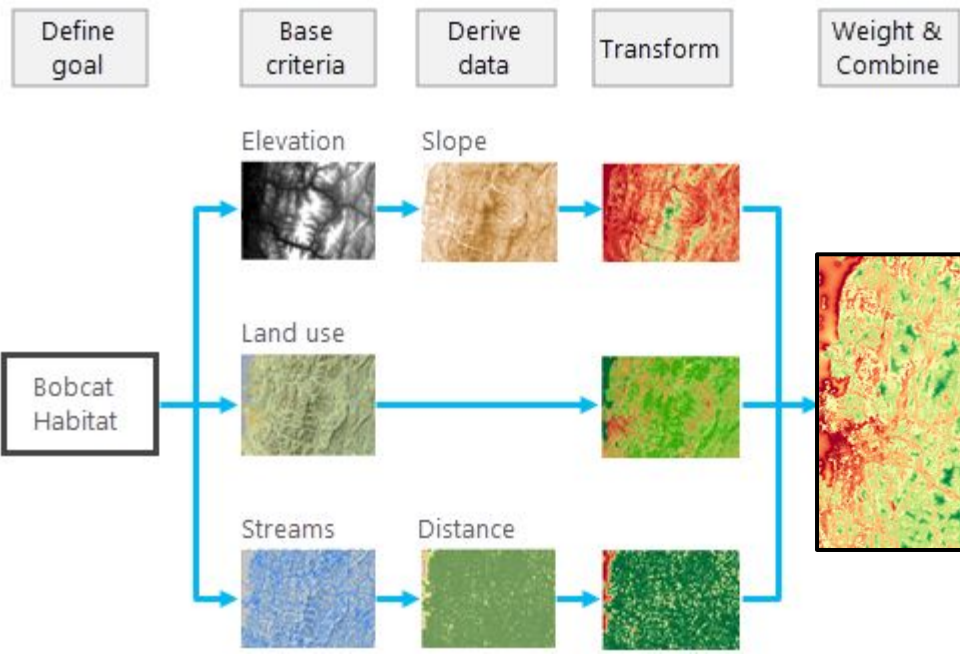 Define
goal
Base
criteria
Derive
data
Transform
Weight &
Combine
Elevation
Slope
Land use
Bobcat
Habitat
Streams
Distance